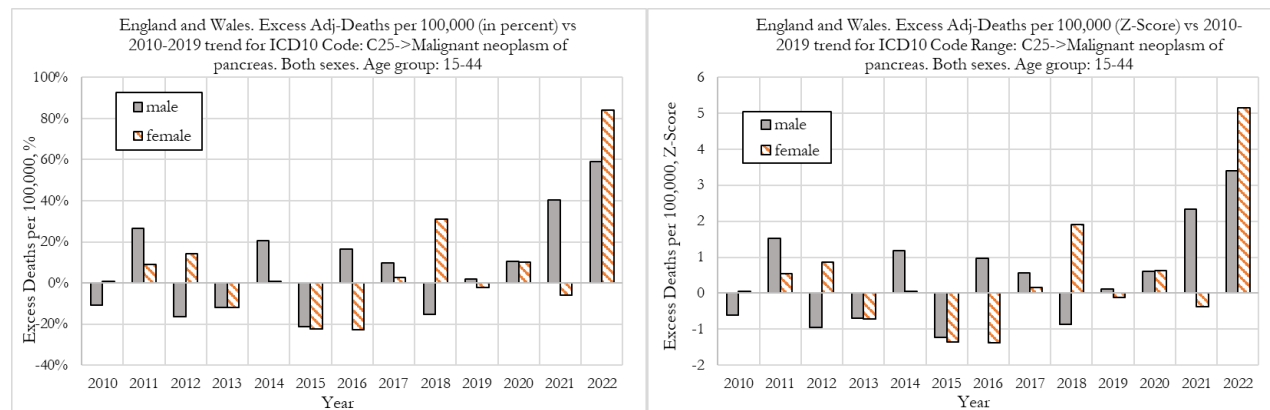 England and Wales. Excess Adj-Deaths per 100,000 (in percent) vs
2010-2019 trend for ICD10 Code: C25->Malignant neoplasm of
pancreas. Both sexes. Age group: 15-44
Excess Deaths per 100,000, %
100%
80%
60%
40%
20%
0%
-20%
-40%
male
female
2010 2011 2012 2013 2014 2015 2016 2017 2018 2019 2020 2021 2022
Year
England and Wales. Excess Adj-Deaths per 100,000 (Z-Score) vs 2010-
2019 trend for ICD10 Code Range: C25->Malignant neoplasm of
pancreas. Both sexes. Age group: 15-44
Excess Deaths per 100,000, Z-Score
6
5
4
3
2
1
0
-1
-2
male
female
2010 2011 2012 2013 2014 2015 2016 2017 2018 2019 2020 2021 2022
Year